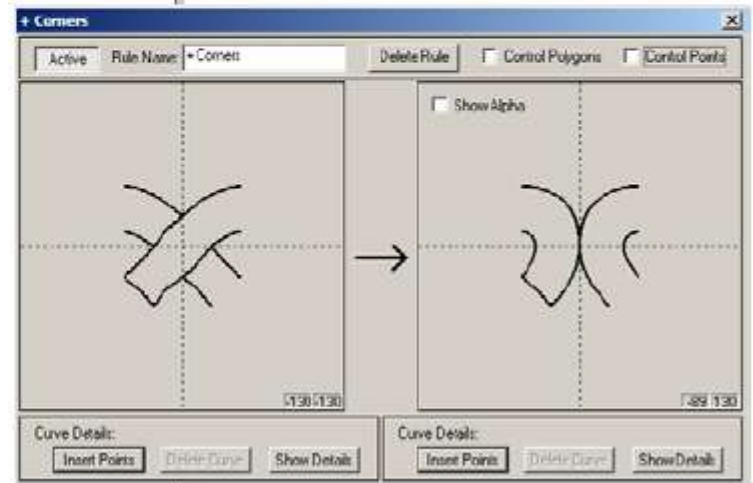 + Corners
Active Rule Name: + Corners Delete Rule Control Polygons Control Points
Show Alpha
-130 -130 -89 130
Curve Details: Curve Details:
Insert Points Delete Curve Show Details Insert Points Delete Curve Show Details